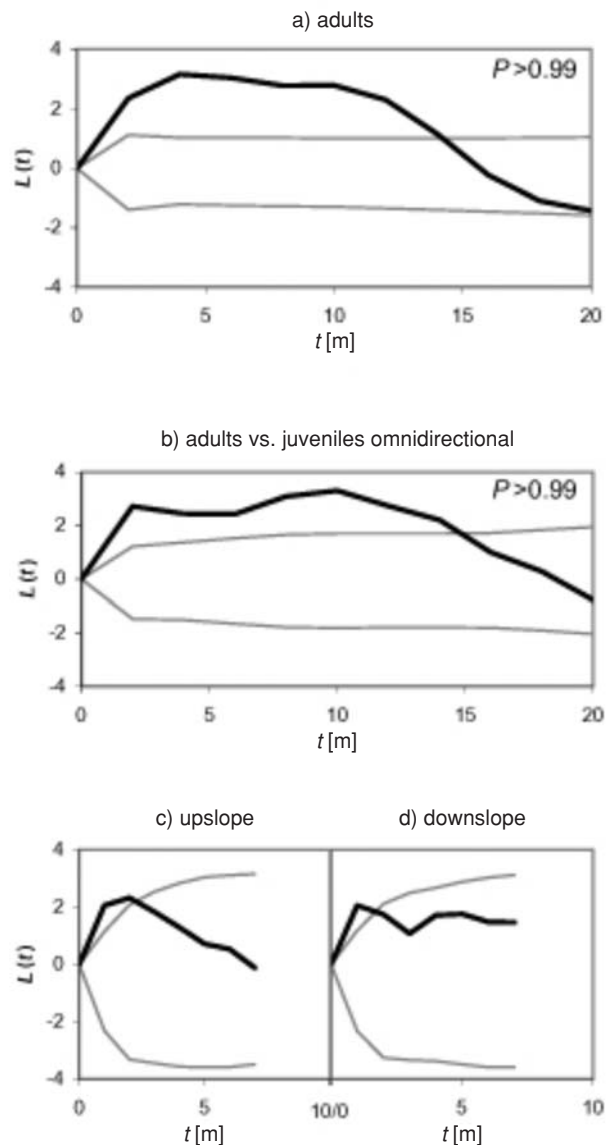 a) adults
4
P>0.99
2
L(t)
0
-2
-4
0 5 10 15 20
t [m]
b) adults vs. juveniles omnidirectional
4
P>0.99
2
L(t)
0
-2
-4
0 5 10 15 20
t [m]
c) upslope d) downslope
4
2
L(t)
0
-2
-4
0 5 10/0 5 10
t [m] t [m]